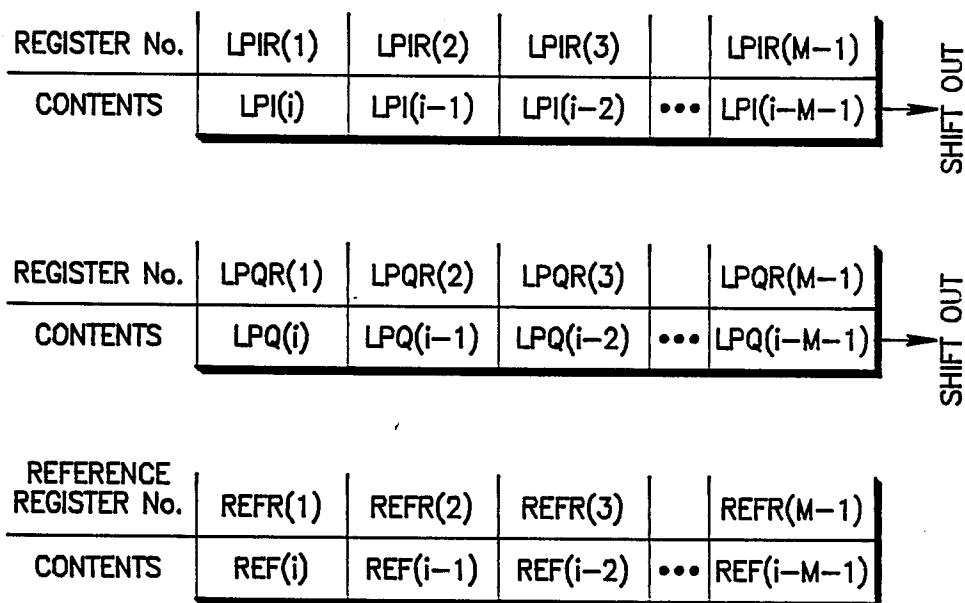 REGISTER No. LPIR(1) LPIR(2) LPIR(3) LPIR(M-1)
CONTENTS LPI(i) LPI(i-1) LPI(i-2) ••• LPI(i-M-1)
SHIFT OUT
REGISTER No. LPQR(1) LPQR(2) LPQR(3) LPQR(M-1)
CONTENTS LPQ(i) LPQ(i-1) LPQ(i-2) ••• LPQ(i-M-1)
SHIFT OUT
REFERENCE
REGISTER No. REFR(1) REFR(2) REFR(3) REFR(M-1)
CONTENTS REF(i) REF(i-1) REF(i-2) ••• REF(i-M-1)